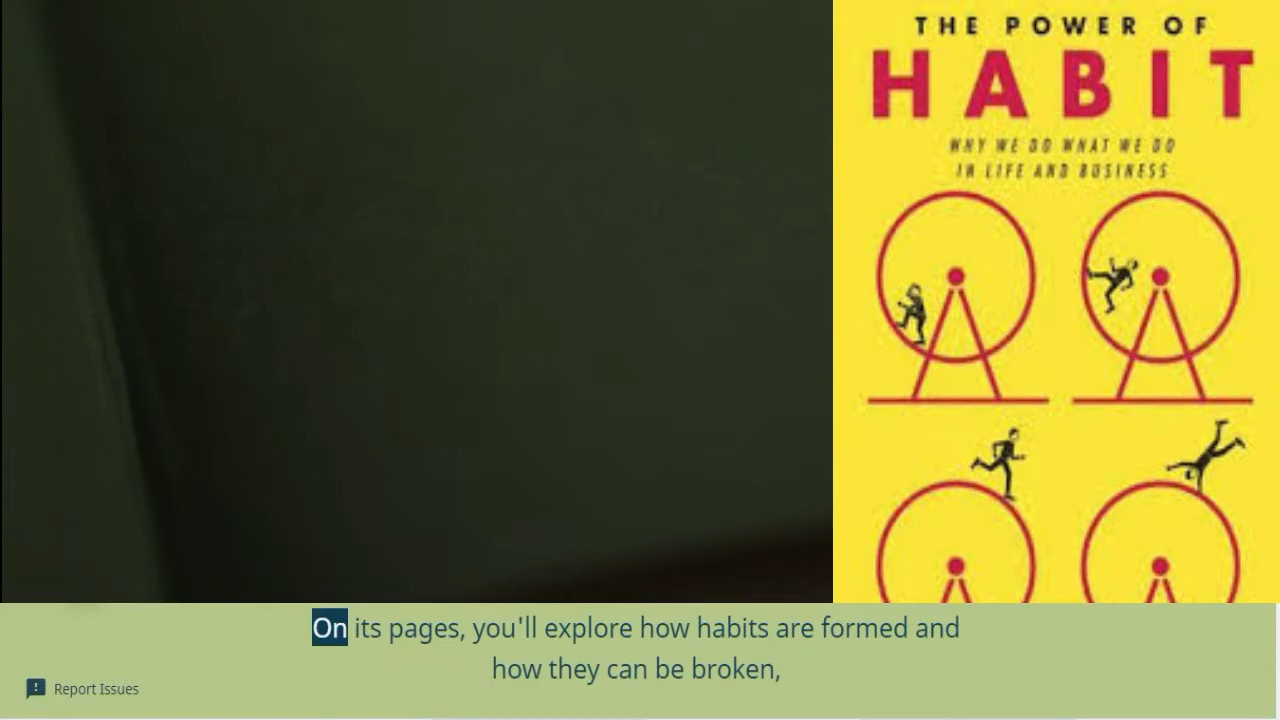 THE POWER OF
HABIT
WHY WE DO WHAT WE DO
IN LIFE AND BUSINESS
On its pages, you'll explore how habits are formed and
how they can be broken,
Report Issues